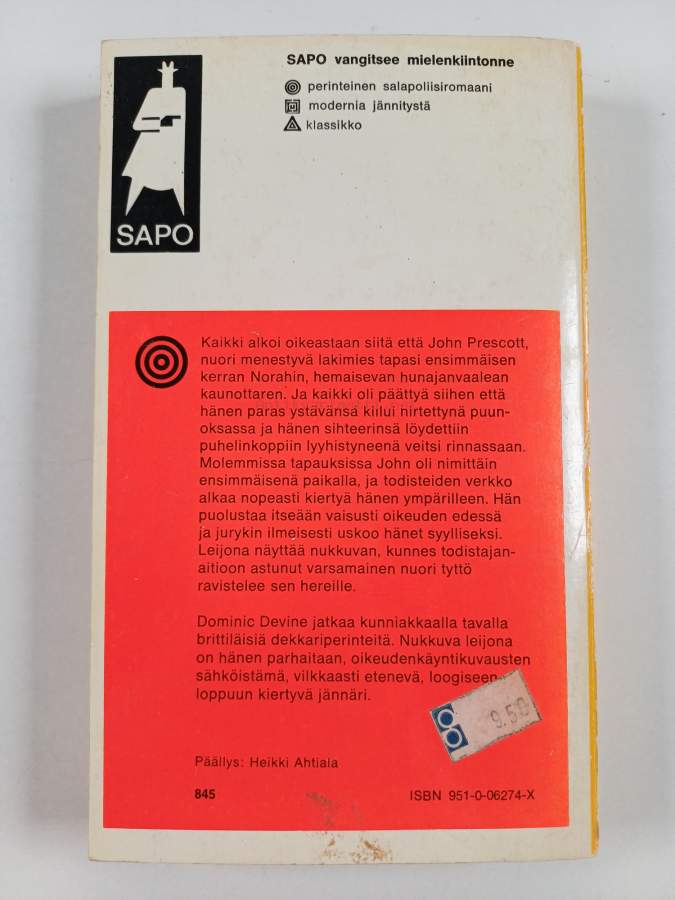 SAPO
SAPO vangitsee mielenkiintonne
perinteinen salapoliisiromaani
modernia jännitystä
klassikko
Kaikki alkoi oikeastaan siitä että John Prescott,
nuori menestyvä lakimies tapasi ensimmäisen
kerran Norahin, hemaisevan hunajanvaalean
kaunottaren. Ja kaikki oli päättyä siihen että
hänen paras ystävänsä kiilui hirtettynä puun-
oksassa ja hänen sihteerinsä löydettiin
puhelinkoppiin lyyhistyneenä veitsi rinnassaan.
Molemmissa tapauksissa John oli nimittäin
ensimmäisenä paikalla, ja todisteiden verkko
alkaa nopeasti kiertyä hänen ympärilleen. Hän
puolustaa itseään vaisusti oikeuden edessä
ja jurykin ilmeisesti uskoo hänet syylliseksi.
Leijona näyttää nukkuvan, kunnes todistajan-
aitioon astunut varsamainen nuori tyttö
ravistelee sen hereille.
Dominic Devine jatkaa kunniakkaalla tavalla
brittiläisiä dekkariperinteitä. Nukkuva leijona
on hänen parhaitaan, oikeudenkäyntikuvausten
sähköistämä, vilkkaasti etenevä, loogiseen
loppuun kiertyvä jännäri.
9.50
Päällys: Heikki Ahtiala
845
ISBN 951-0-06274-X